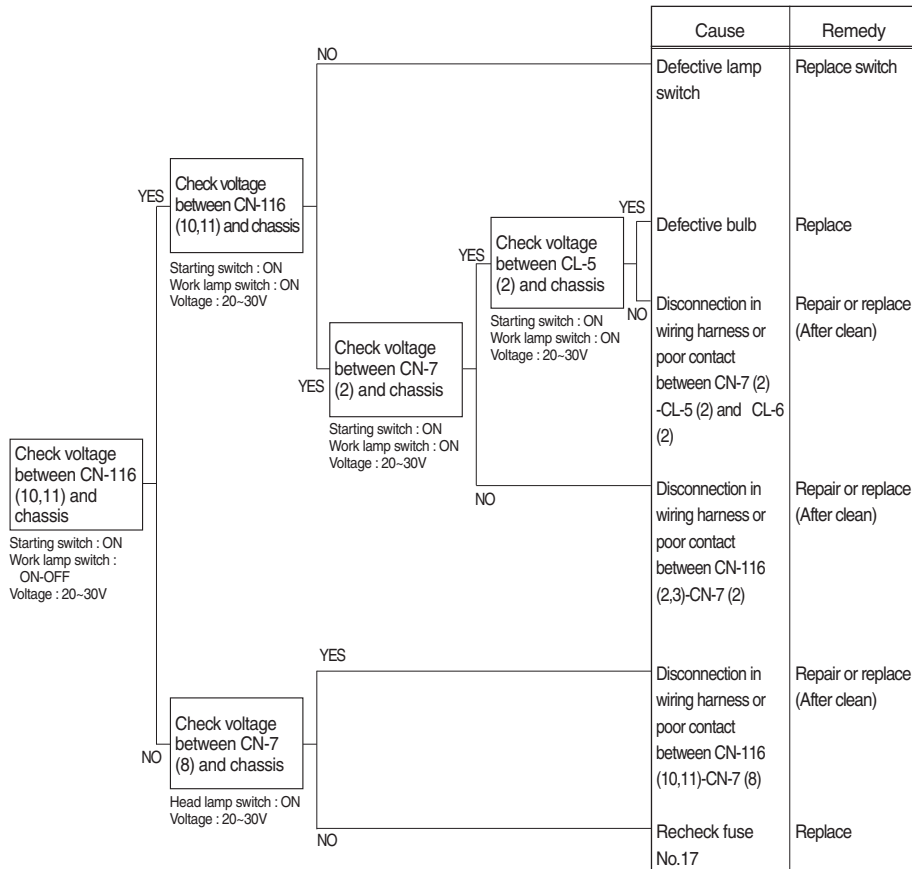 Cause
Remedy
NO
Defective lamp
switch
Replace switch
YES
Check voltage
between CN-116
(10,11) and chassis
Starting switch : ON
Work lamp switch : ON
Voltage : 20~30V
YES
Check voltage
between CN-7
(2) and chassis
Starting switch : ON
Work lamp switch : ON
Voltage : 20~30V
YES
Check voltage
between CL-5
(2) and chassis
Starting switch : ON
Work lamp switch : ON
Voltage : 20~30V
YES
Defective bulb
Replace
NO
Disconnection in
wiring harness or
poor contact
between CN-7 (2)
-CL-5 (2) and CL-6
(2)
Repair or replace
(After clean)
NO
Disconnection in
wiring harness or
poor contact
between CN-116
(2,3)-CN-7 (2)
Repair or replace
(After clean)
Check voltage
between CN-116
(10,11) and
chassis
Starting switch : ON
Work lamp switch :
ON-OFF
Voltage : 20~30V
NO
Check voltage
between CN-7
(8) and chassis
Head lamp switch : ON
Voltage : 20~30V
YES
Disconnection in
wiring harness or
poor contact
between CN-116
(10,11)-CN-7 (8)
Repair or replace
(After clean)
NO
Recheck fuse
No.17
Replace